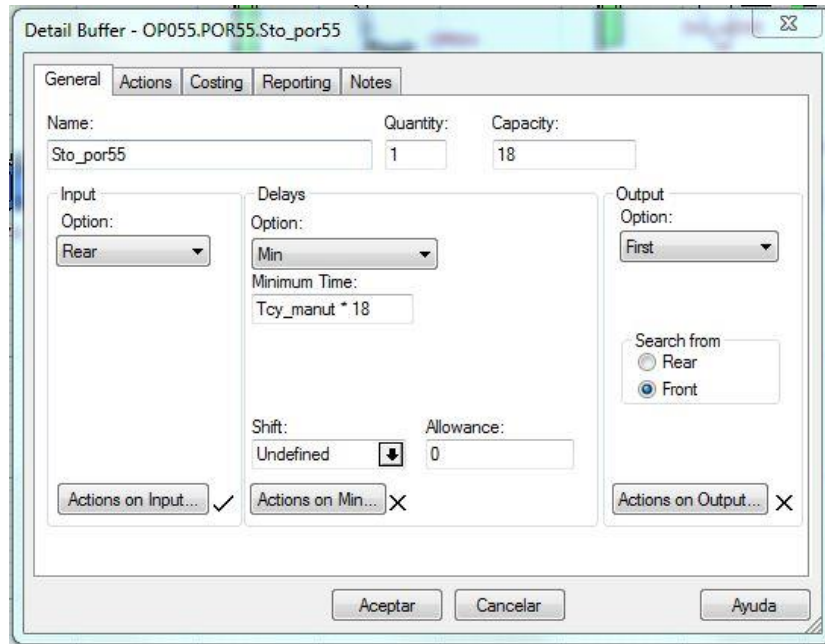 Detail Buffer - OP055.POR55.Sto_por55
General Actions Costing Reporting Notes
Name: Quantity: Capacity:
Sto_por55 1 18
Input Delays Output
Option: Option: Option:
Rear Min First
Minimum Time:
Tcy_manut * 18
Search from
Rear
Front
Shift: Allowance:
Undefined 0
Actions on Input... Actions on Min... Actions on Output...
Aceptar Cancelar Ayuda